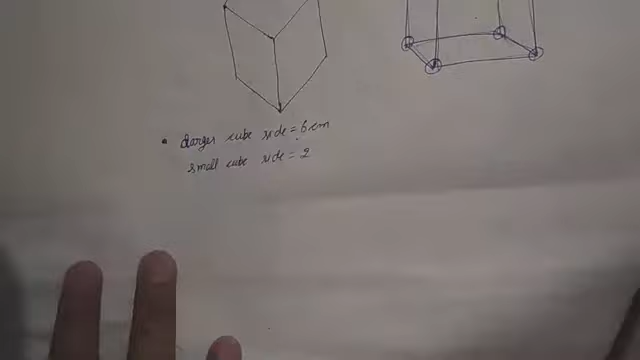 Larger cube side = 6 cm
small cube side = 2